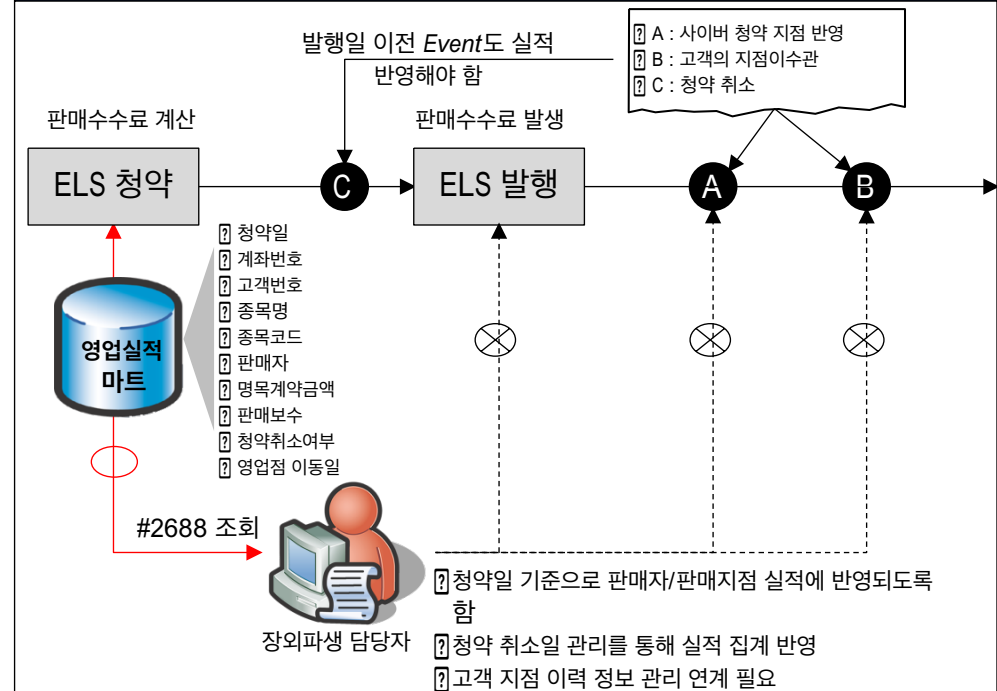 발행일 이전 Event도 실적
반영해야 함
⍰ A : 사이버 청약 지점 반영
⍰ B : 고객의 지점이수관
⍰ C : 청약 취소
판매수수료 계산
판매수수료 발생
ELS 청약
C
ELS 발행
A
B
⍰ 청약일
⍰ 계좌번호
⍰ 고객번호
⍰ 종목명
⍰ 종목코드
⍰ 판매자
⍰ 명목계약금액
⍰ 판매보수
⍰ 청약취소여부
⍰ 영업점 이동일
영업실적
마트
#2688 조회
장외파생 담당자
⍰ 청약일 기준으로 판매자/판매지점 실적에 반영되도록
함
⍰ 청약 취소일 관리를 통해 실적 집계 반영
⍰ 고객 지점 이력 정보 관리 연계 필요